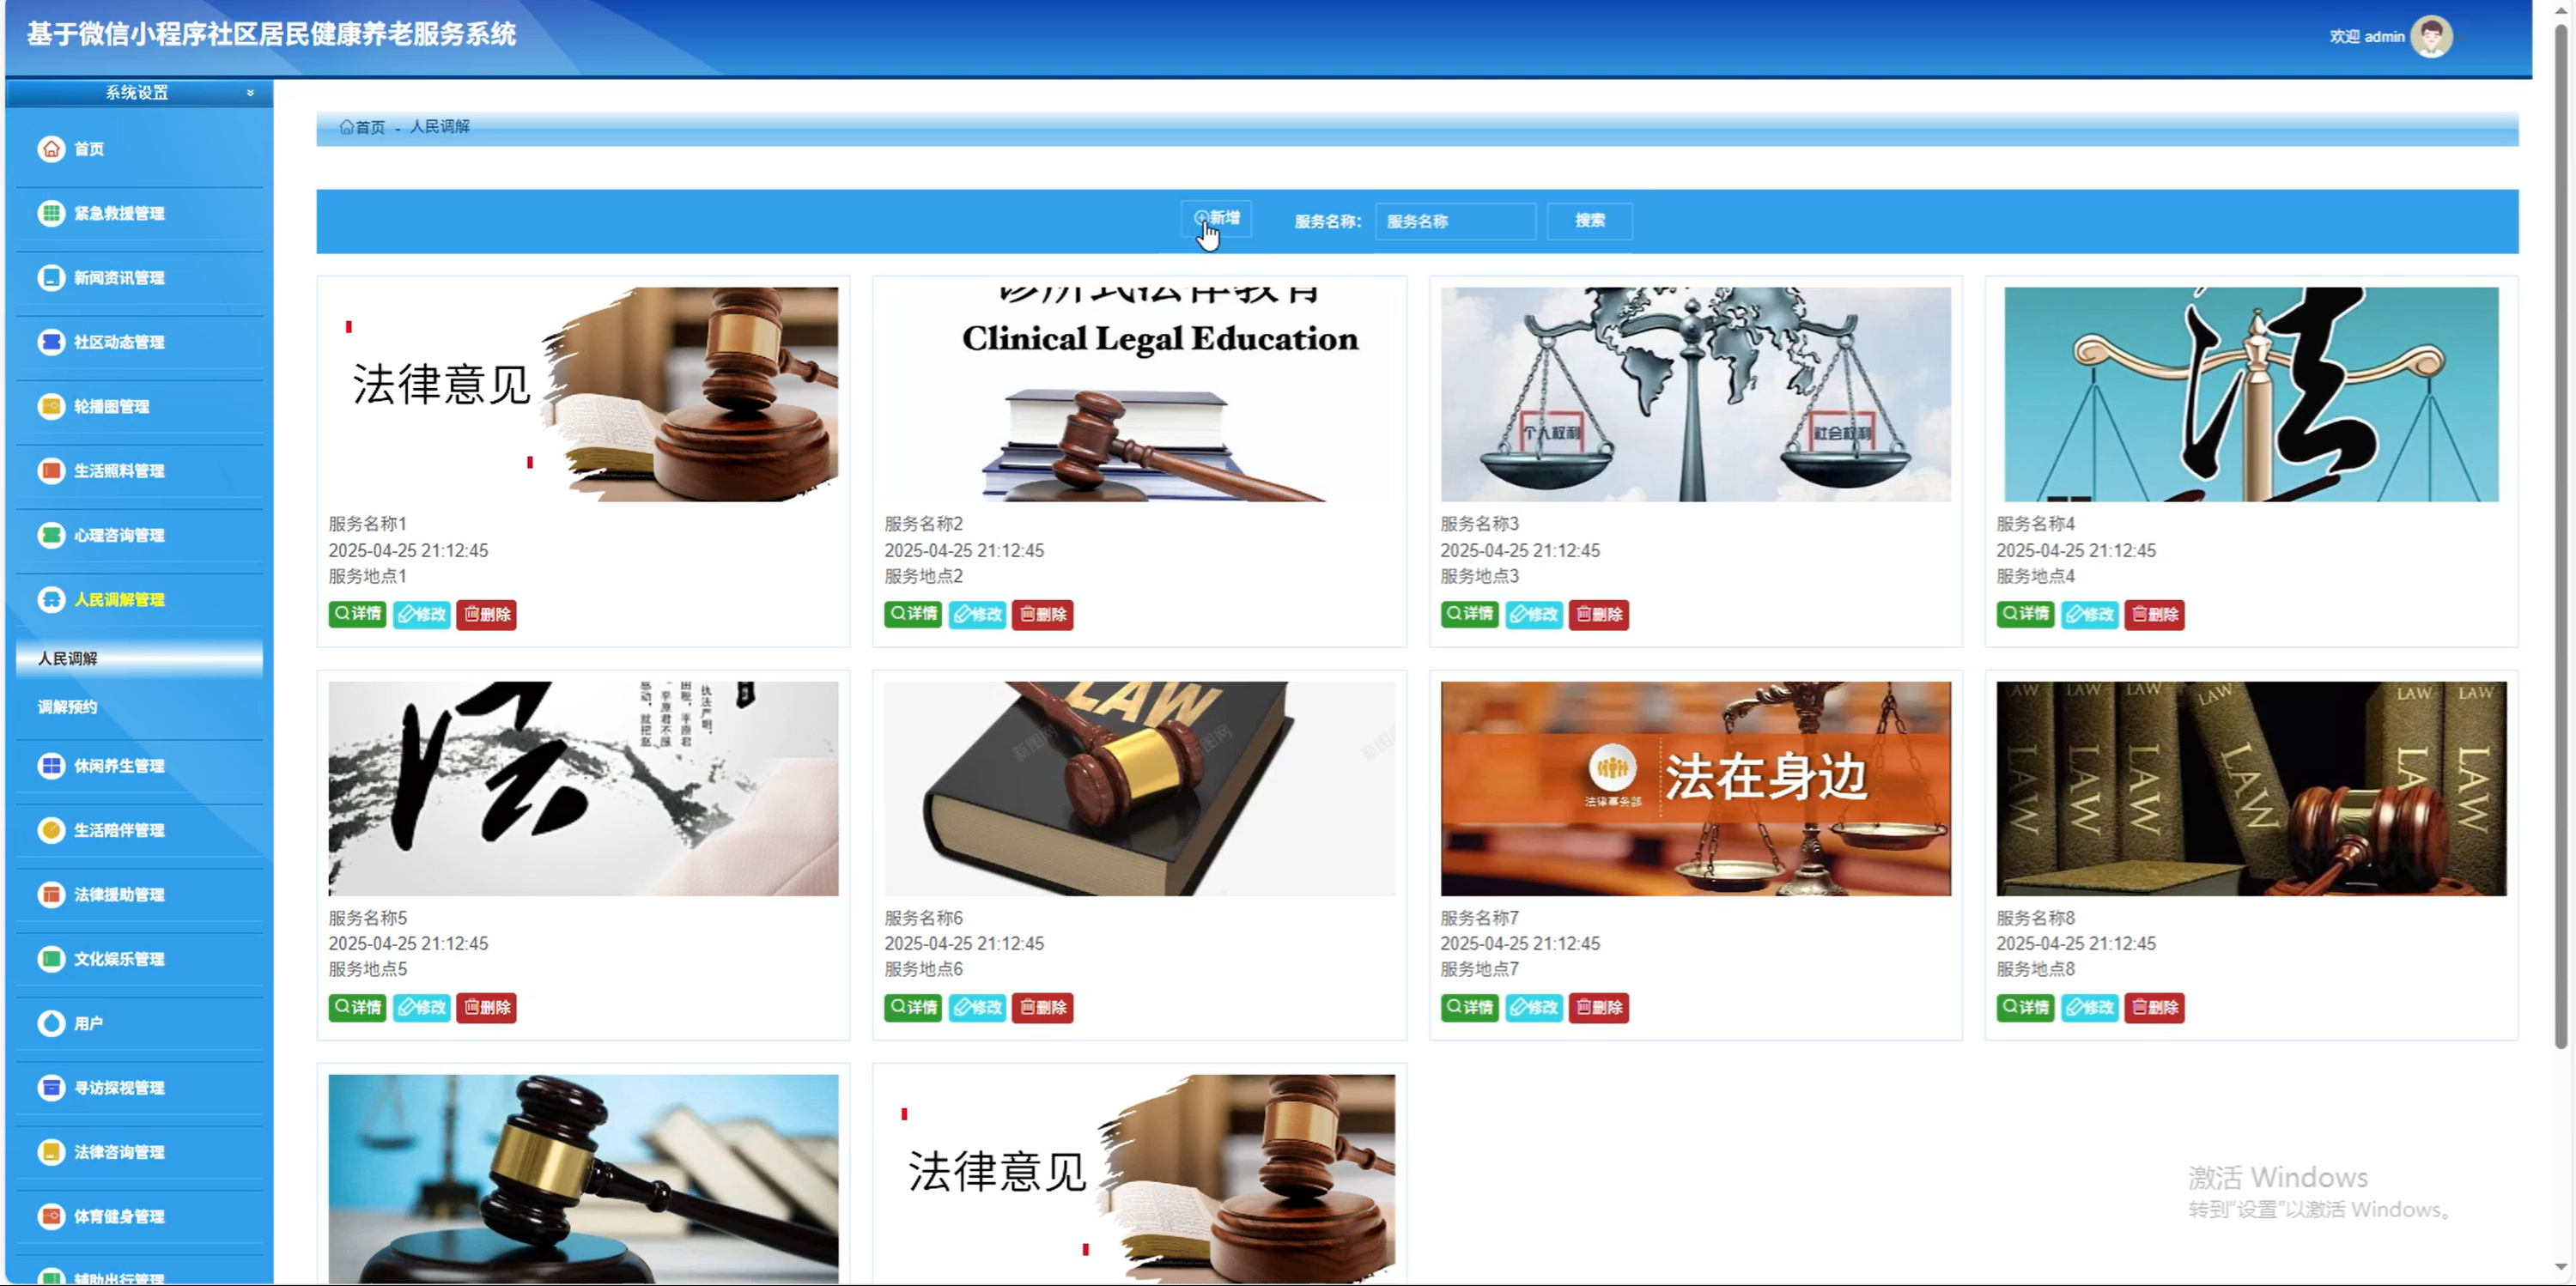 基于微信小程序社区居民健康养老服务系统
欢迎 admin
系统设置
首页
紧急救援管理
新闻资讯管理
社区动态管理
轮播图管理
生活照料管理
心理咨询管理
人民调解管理
人民调解
调解预约
休闲养生管理
生活陪伴管理
法律援助管理
文化娱乐管理
用户
寻访探视管理
法律咨询管理
体育健身管理
辅助出行管理
首页 - 人民调解
新增 服务名称: 服务名称 搜索
法律意见
服务名称1
2025-04-25 21:12:45
服务地点1
详情 修改 删除
诊所式法律教育
Clinical Legal Education
服务名称2
2025-04-25 21:12:45
服务地点2
详情 修改 删除
个人权利 社会权利
服务名称3
2025-04-25 21:12:45
服务地点3
详情 修改 删除
法
服务名称4
2025-04-25 21:12:45
服务地点4
详情 修改 删除
法
服务名称5
2025-04-25 21:12:45
服务地点5
详情 修改 删除
LAW
新图网
服务名称6
2025-04-25 21:12:45
服务地点6
详情 修改 删除
法律事务部
法在身边
服务名称7
2025-04-25 21:12:45
服务地点7
详情 修改 删除
LAW LAW LAW LAW LAW LAW
LAW LAW LAW LAW LAW LAW
服务名称8
2025-04-25 21:12:45
服务地点8
详情 修改 删除
法律意见
激活 Windows
转到"设置"以激活 Windows。